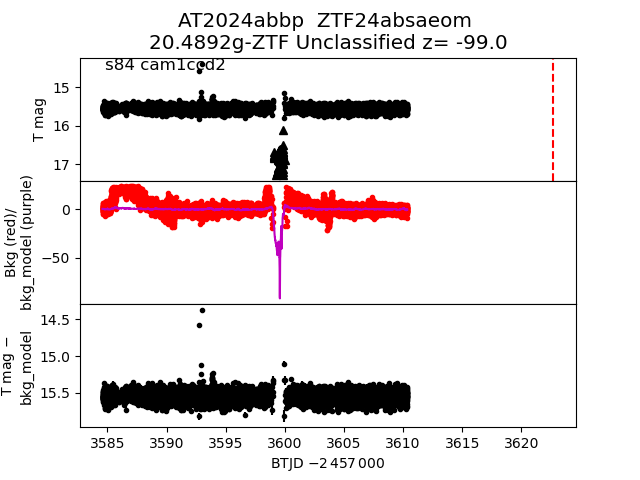 AT2024abbp  ZTF24absaeom
20.4892g-ZTF Unclassified z= -99.0
s84 cam1ccd2
T mag
15
16
17
Bkg (red)/
bkg_model (purple)
0
−50
T mag −
bkg_model
14.5
15.0
15.5
3585 3590 3595 3600 3605 3610 3615 3620
BTJD −2 457 000